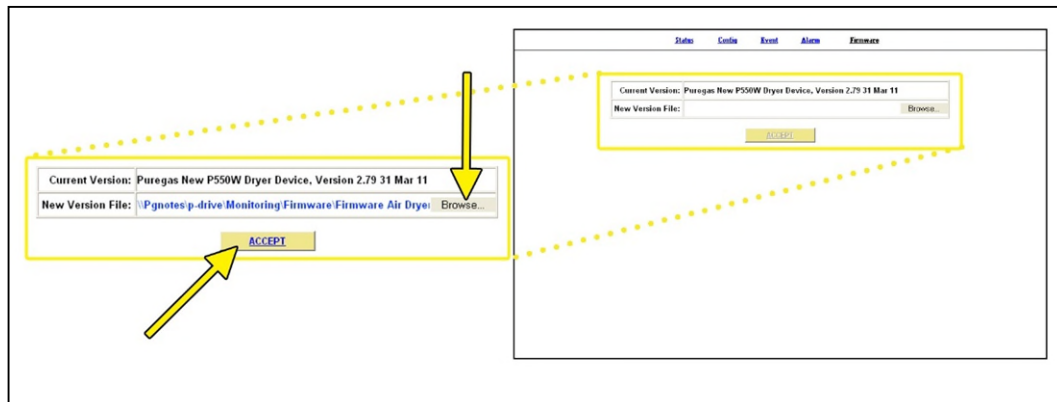 Status Config Event Alarm Firmware
Current Version: Puregas New P550W Dryer Device, Version 2.79 31 Mar 11
New Version File: Browse...
ACCEPT
Current Version: Puregas New P550W Dryer Device, Version 2.79 31 Mar 11
New Version File: \\Pgnotes\p-drive\Monitoring\Firmware\Firmware Air Dryer Browse...
ACCEPT